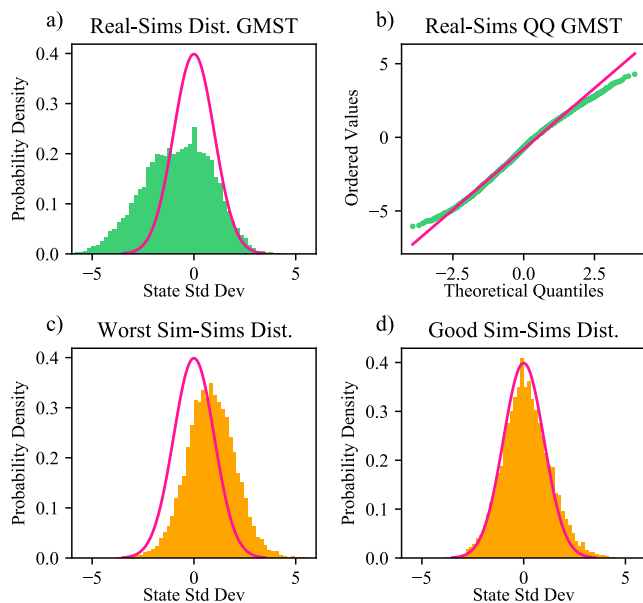 a) Real-Sims Dist. GMST
Probability Density
0.4
0.3
0.2
0.1
0.0
−5 0 5
State Std Dev
b) Real-Sims QQ GMST
Ordered Values
5
0
−5
−2.5 0.0 2.5
Theoretical Quantiles
c) Worst Sim-Sims Dist.
Probability Density
0.4
0.3
0.2
0.1
0.0
−5 0 5
State Std Dev
d) Good Sim-Sims Dist.
Probability Density
0.4
0.3
0.2
0.1
0.0
−5 0 5
State Std Dev